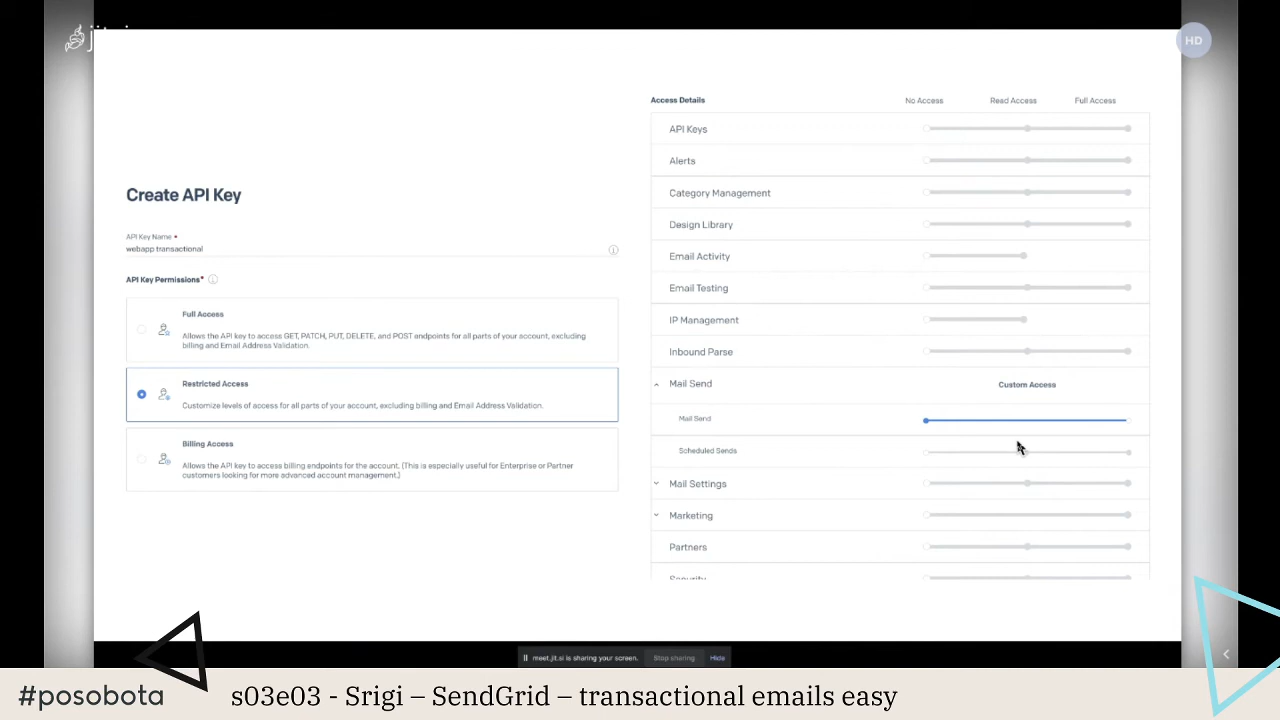 jitsi
HD
Create API Key
API Key Name •
webapp transactional
API Key Permissions*
Full Access
Allows the API key to access GET, PATCH, PUT, DELETE, and POST endpoints for all parts of your account, excluding
billing and Email Address Validation.
Restricted Access
Customize levels of access for all parts of your account, excluding billing and Email Address Validation.
Billing Access
Allows the API key to access billing endpoints for the account. (This is especially useful for Enterprise or Partner
customers looking for more advanced account management.)
Access Details No Access Read Access Full Access
API Keys
Alerts
Category Management
Design Library
Email Activity
Email Testing
IP Management
Inbound Parse
Mail Send Custom Access
Mail Send
Scheduled Sends
Mail Settings
Marketing
Partners
Security
meet.jit.si is sharing your screen. Stop sharing Hide
#posobota s03e03 - Srigi – SendGrid – transactional emails easy